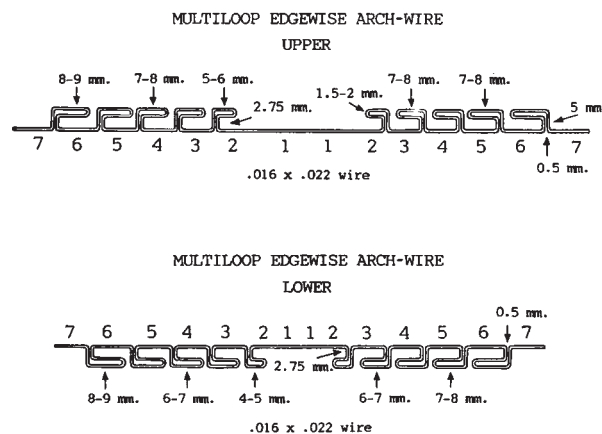 MULTILOOP EDGEWISE ARCH-WIRE
UPPER
8-9 mm. 7-8 mm. 5-6 mm. 7-8 mm. 7-8 mm.
1.5-2 mm.
2.75 mm. 5 mm
7 6 5 4 3 2 1 1 2 3 4 5 6 7
0.5 mm.
.016 x .022 wire
MULTILOOP EDGEWISE ARCH-WIRE
LOWER
0.5 mm.
7 6 5 4 3 2 1 1 2 3 4 5 6 7
2.75 mm.
8-9 mm. 6-7 mm. 4-5 mm. 6-7 mm. 7-8 mm.
.016 x .022 wire